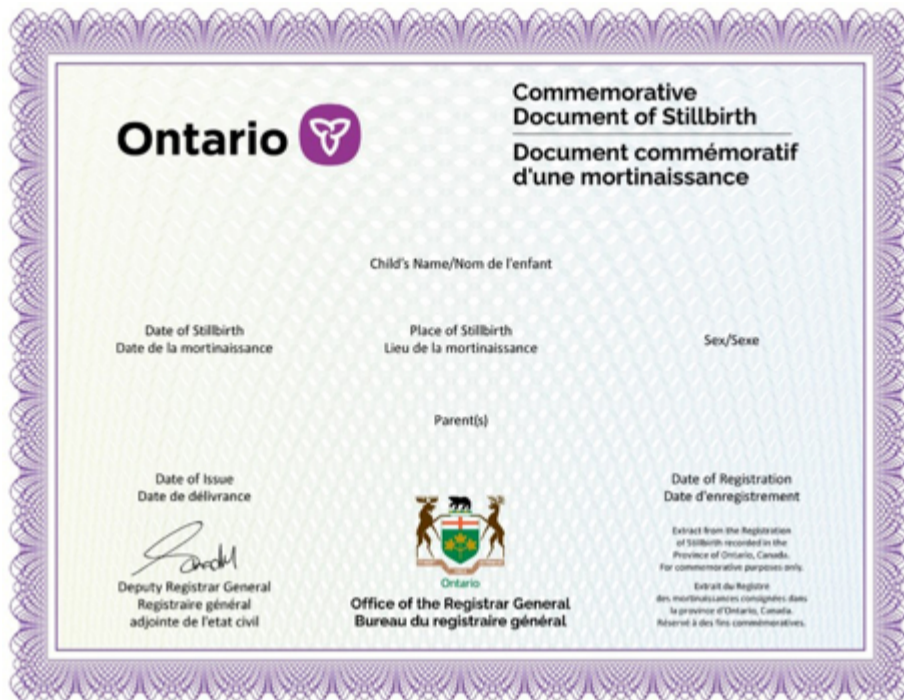 Ontario
Commemorative
Document of Stillbirth
Document commémoratif
d'une mortinaissance
Child's Name/Nom de l'enfant
Date of Stillbirth
Date de la mortinaissance
Place of Stillbirth
Lieu de la mortinaissance
Sex/Sexe
Parent(s)
Date of Issue
Date de délivrance
Deputy Registrar General
Registraire général
adjointe de l'etat civil
Ontario
Office of the Registrar General
Bureau du registraire général
Date of Registration
Date d'enregistrement
Extract from the Registration
of Stillbirth recorded in the
Province of Ontario, Canada.
For commemorative purposes only.
Extrait du Registre
des mortinaissances consignées dans
la province d'Ontario, Canada.
Réservé à des fins commémoratives.